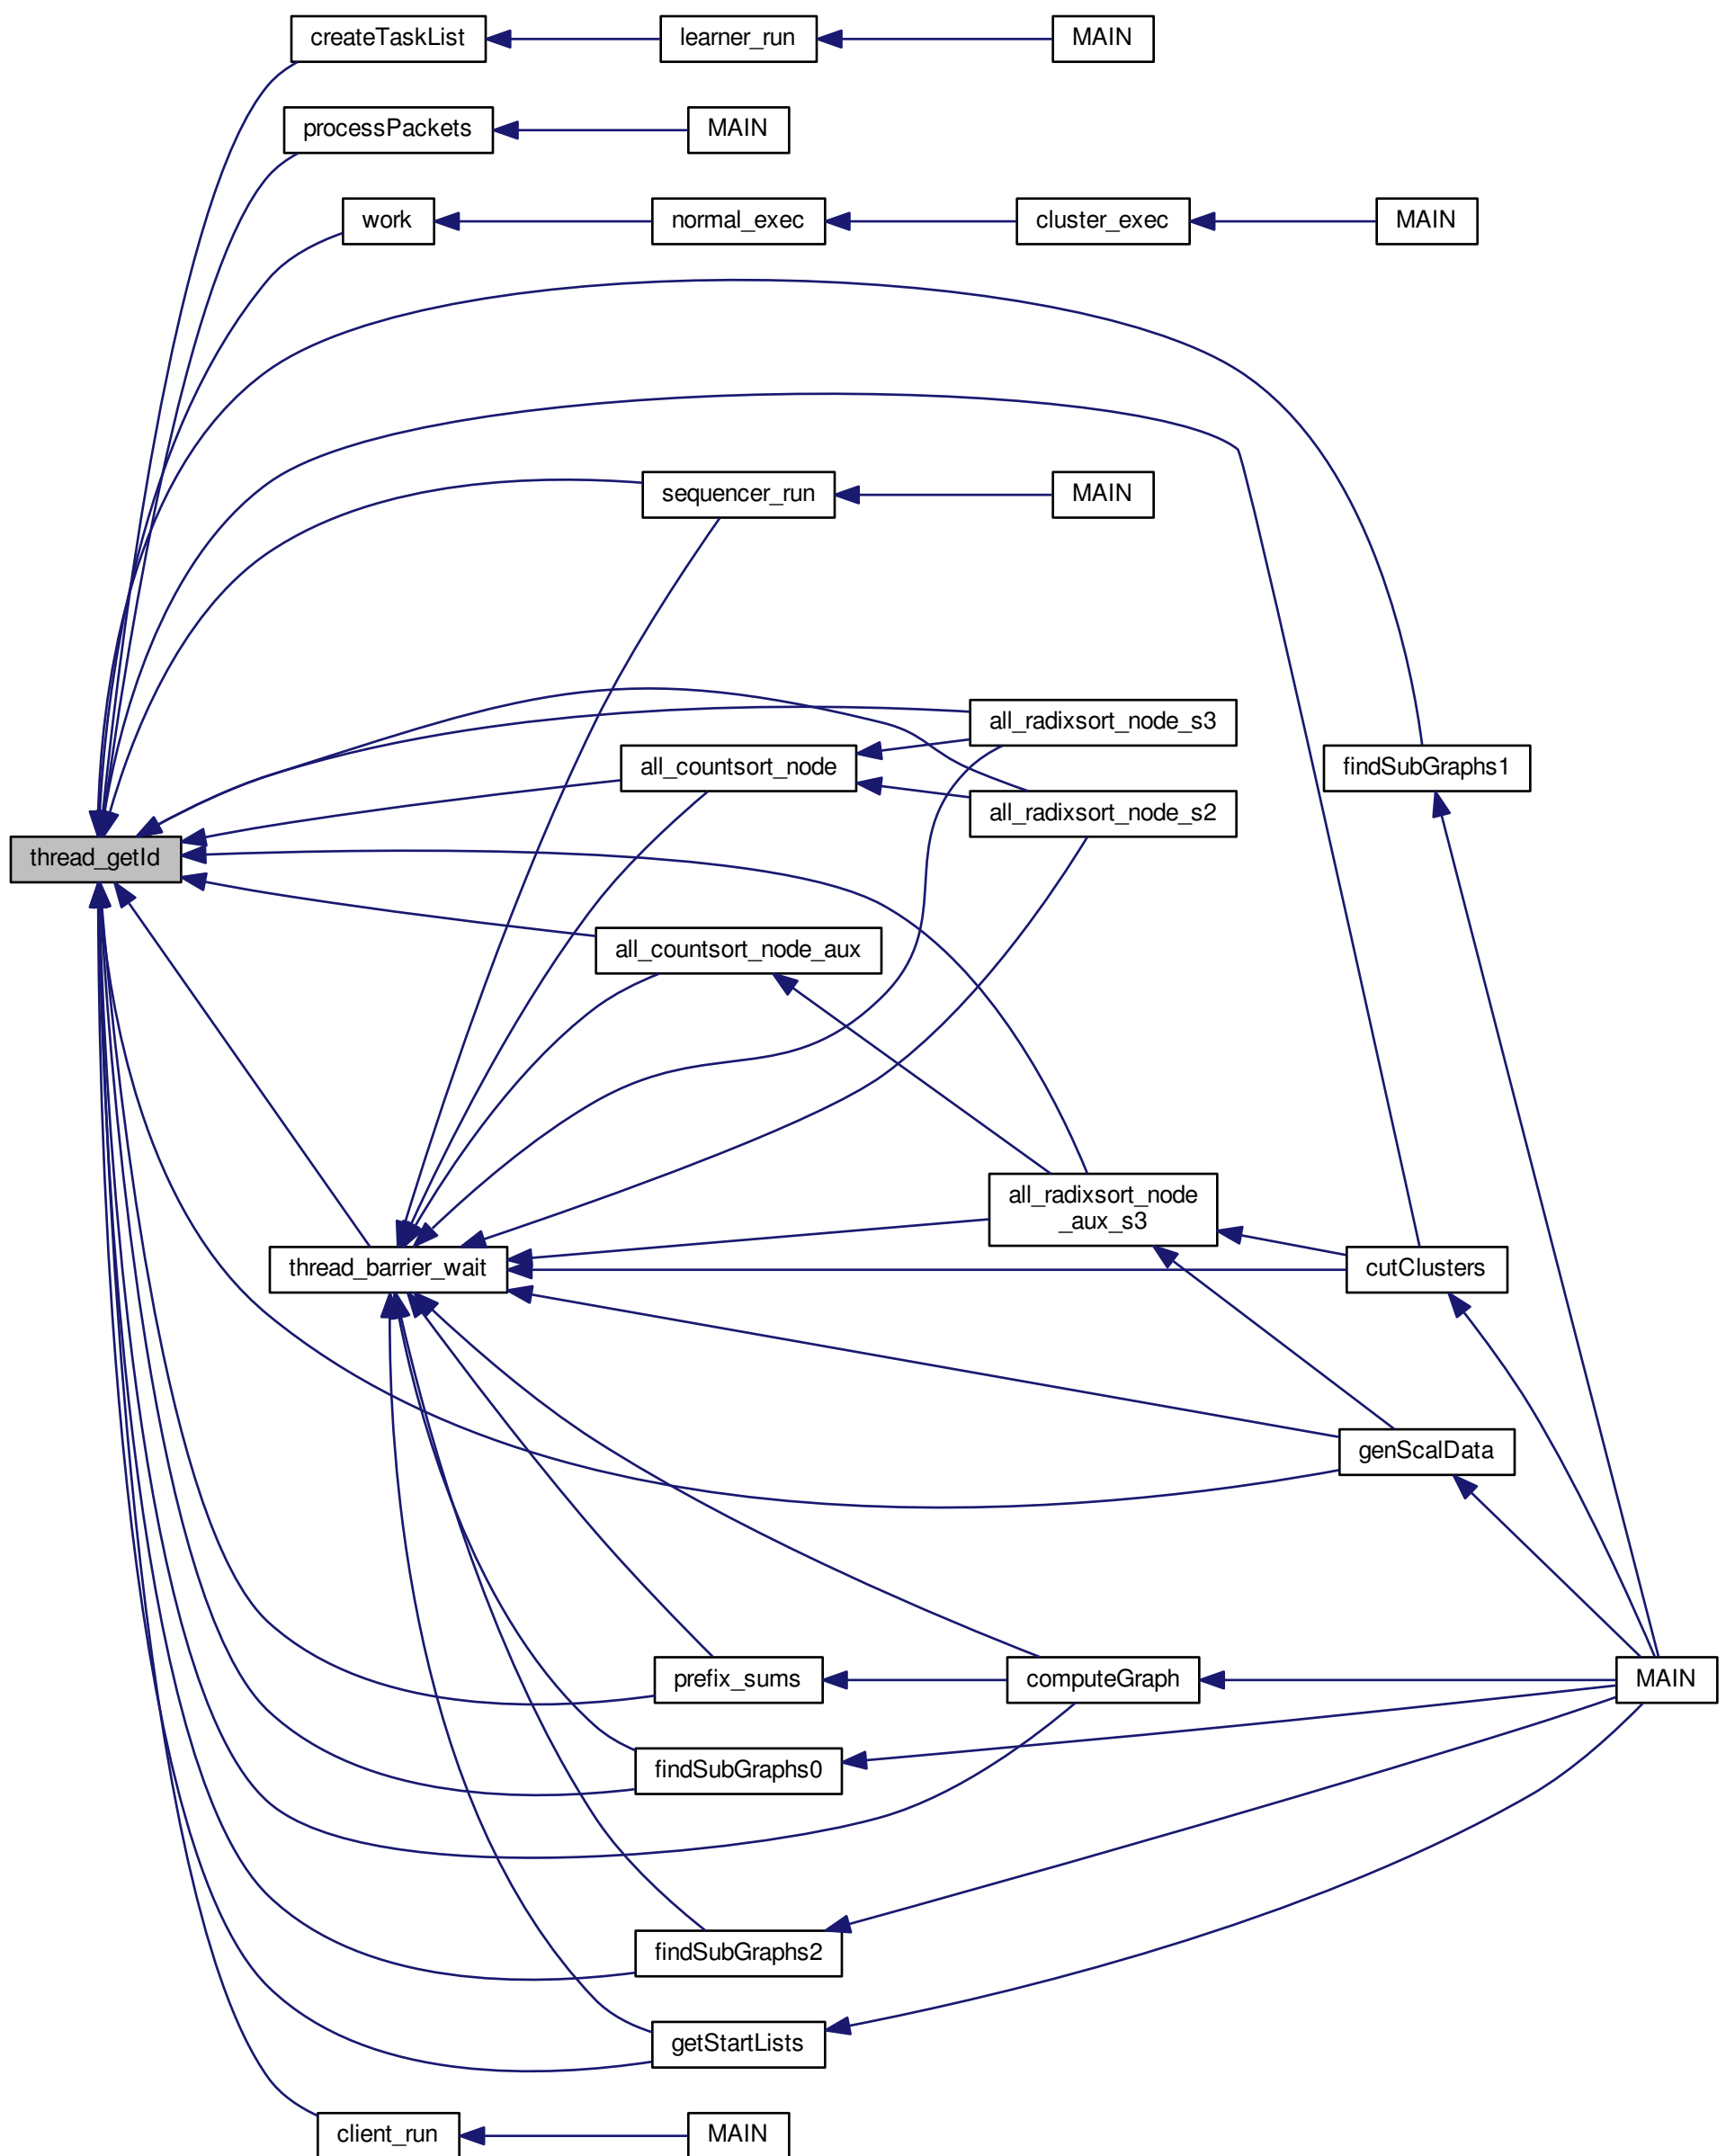 createTaskList
learner_run
MAIN
processPackets
MAIN
work
normal_exec
cluster_exec
MAIN
sequencer_run
MAIN
all_radixsort_node_s3
all_countsort_node
findSubGraphs1
all_radixsort_node_s2
thread_getId
all_countsort_node_aux
all_radixsort_node
_aux_s3
thread_barrier_wait
cutClusters
genScalData
prefix_sums
computeGraph
MAIN
findSubGraphs0
findSubGraphs2
getStartLists
client_run
MAIN